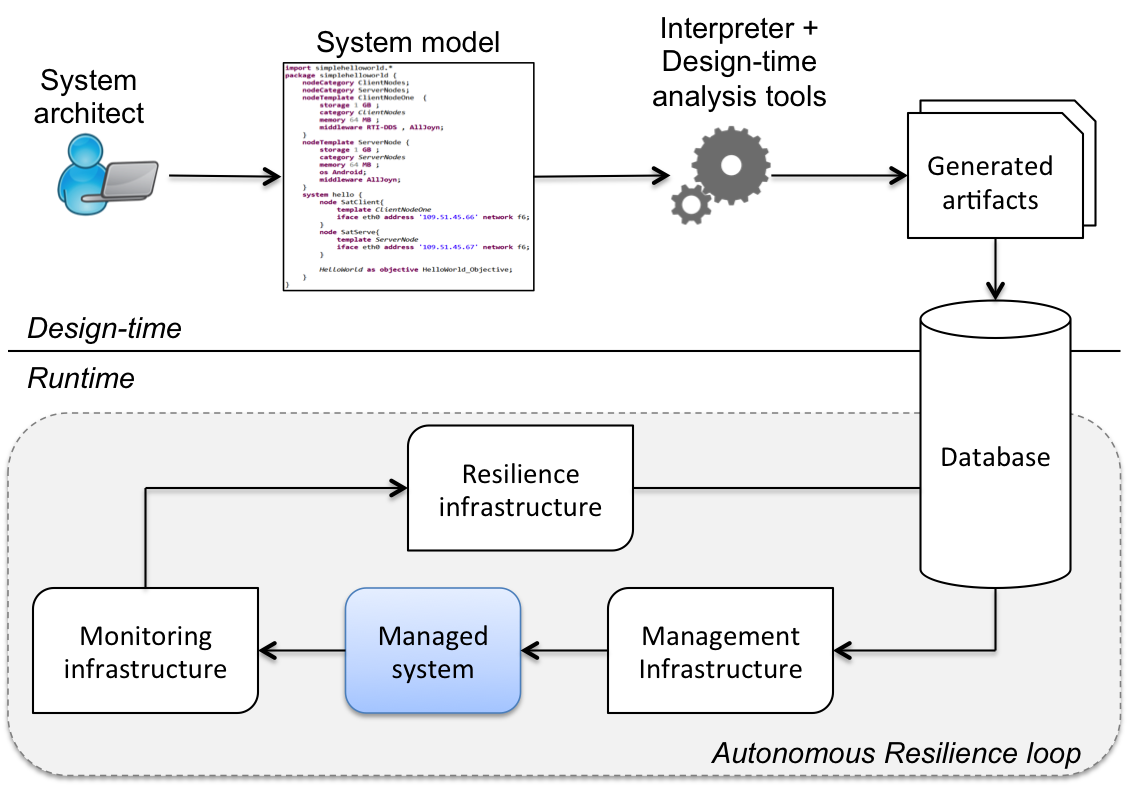 System
architect
System model
import simplehelloworld.*
package simplehelloworld {
nodeCategory ClientNodes;
nodeCategory ServerNodes;
nodeTemplate ClientNodeOne {
storage 1 GB ;
category ClientNodes
memory 64 MB ;
middleware RTI-DDS , AllJoyn;
}
nodeTemplate ServerNode {
storage 1 GB ;
category ServerNodes
memory 64 MB ;
os Android;
middleware AllJoyn;
}
system hello {
node SatClient{
template ClientNodeOne
iface eth0 address '109.51.45.66' network f6;
}
node SatServe{
template ServerNode
iface eth0 address '109.51.45.67' network f6;
}
HelloWorld as objective HelloWorld_Objective;
}
}
Interpreter +
Design-time
analysis tools
Generated
artifacts
Design-time
Runtime
Database
Resilience
infrastructure
Monitoring
infrastructure
Managed
system
Management
Infrastructure
Autonomous Resilience loop